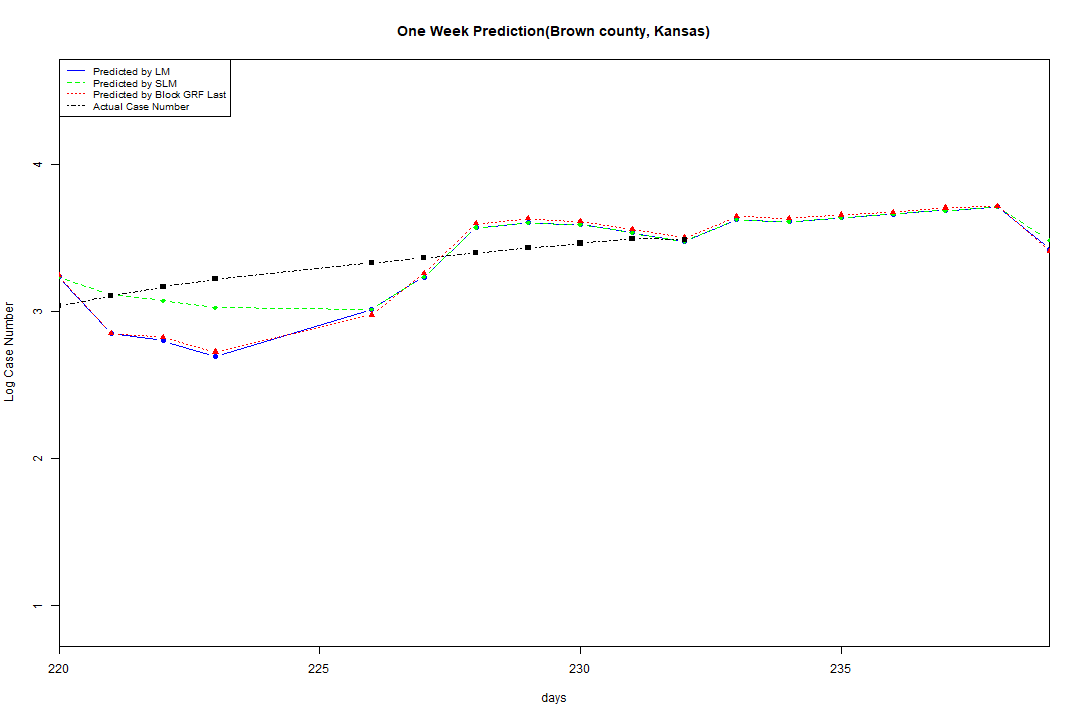 One Week Prediction(Brown county, Kansas)
Predicted by LM
Predicted by SLM
Predicted by Block GRF Last
Actual Case Number
4
3
2
1
Log Case Number
220
225
230
235
days